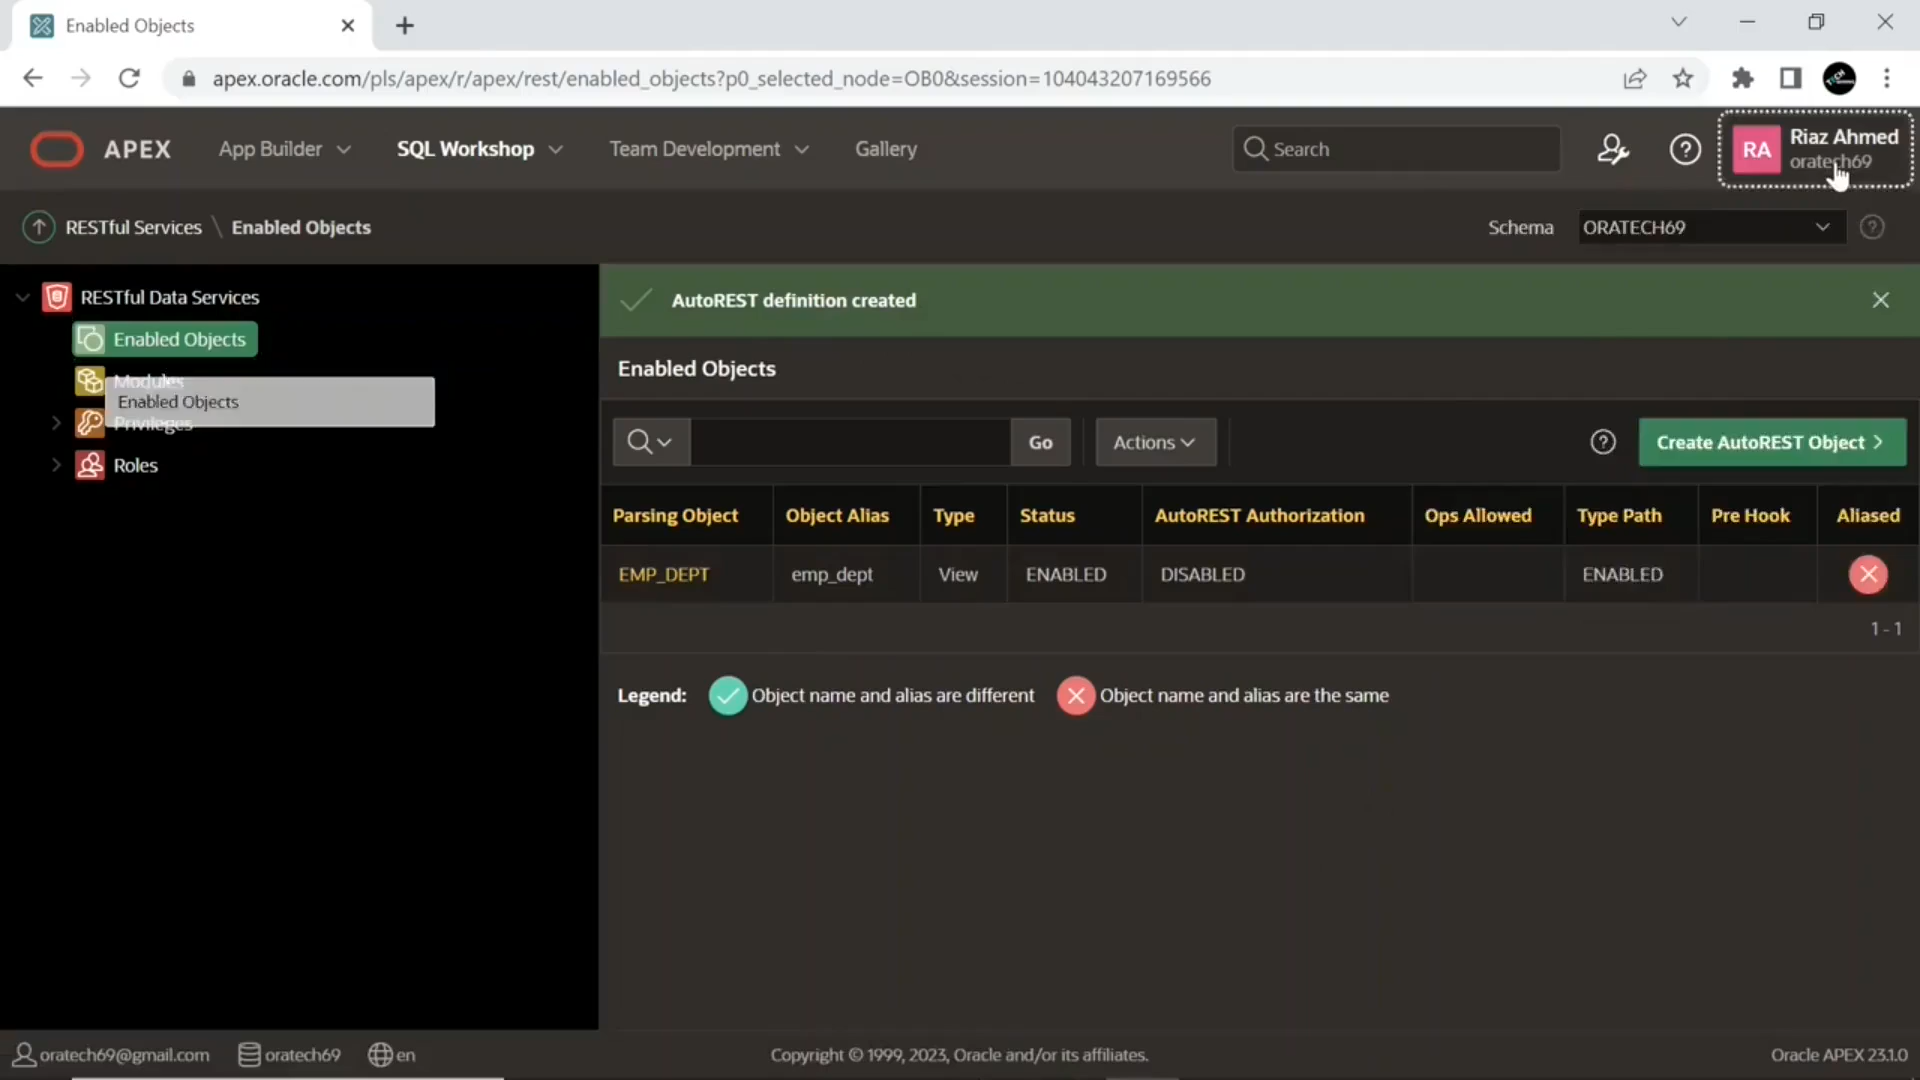 Enabled Objects
apex.oracle.com/pls/apex/r/apex/rest/enabled_objects?p0_selected_node=OB0&session=104043207169566
APEX App Builder SQL Workshop Team Development Gallery Search RA Riaz Ahmed
oratech69
RESTful Services \ Enabled Objects Schema ORATECH69
RESTful Data Services
Enabled Objects
Modules
Enabled Objects
Privileges
Roles
AutoREST definition created
Enabled Objects
Go Actions Create AutoREST Object
Parsing Object Object Alias Type Status AutoREST Authorization Ops Allowed Type Path Pre Hook Aliased
EMP_DEPT emp_dept View ENABLED DISABLED ENABLED
1 - 1
Legend: Object name and alias are different Object name and alias are the same
oratech69@gmail.com oratech69 en Copyright © 1999, 2023, Oracle and/or its affiliates. Oracle APEX 23.1.0